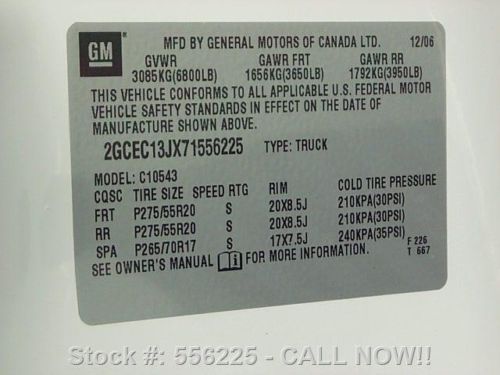 GM
MFD BY GENERAL MOTORS OF CANADA LTD. 12/06
GVWR GAWR FRT GAWR RR
3085KG(6800LB) 1656KG(3650LB) 1792KG(3950LB)
THIS VEHICLE CONFORMS TO ALL APPLICABLE U.S. FEDERAL MOTOR
VEHICLE SAFETY STANDARDS IN EFFECT ON THE DATE OF
MANUFACTURE SHOWN ABOVE.
2GCEC13JX71556225 TYPE: TRUCK
MODEL: C10543
CQSC TIRE SIZE SPEED RTG RIM COLD TIRE PRESSURE
FRT P275/55R20 S 20X8.5J 210KPA(30PSI)
RR P275/55R20 S 20X8.5J 210KPA(30PSI)
SPA P265/70R17 S 17X7.5J 240KPA(35PSI)
SEE OWNER'S MANUAL FOR MORE INFORMATION.
F 226
T 667
Stock #: 556225 - CALL NOW!!